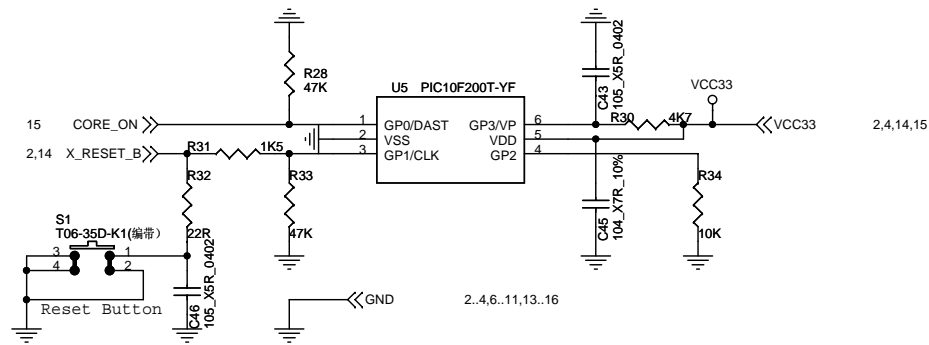 R28
47K
C43
105_X5R_0402
VCC33
U5 PIC10F200T-YF
15 CORE_ON
1 GP0/DAST
2 VSS
3 GP1/CLK
GP3/VP 6
VDD 5
GP2 4
R30 4K7
VCC33 2,4,14,15
2,14 X_RESET_B
R31 1K5
R32
22R
R33
47K
C45
104_X7R_10%
R34
10K
S1
T06-35D-K1(编带)
3 1
4 2
C46
105_X5R_0402
Reset Button
GND 2..4,6..11,13..16